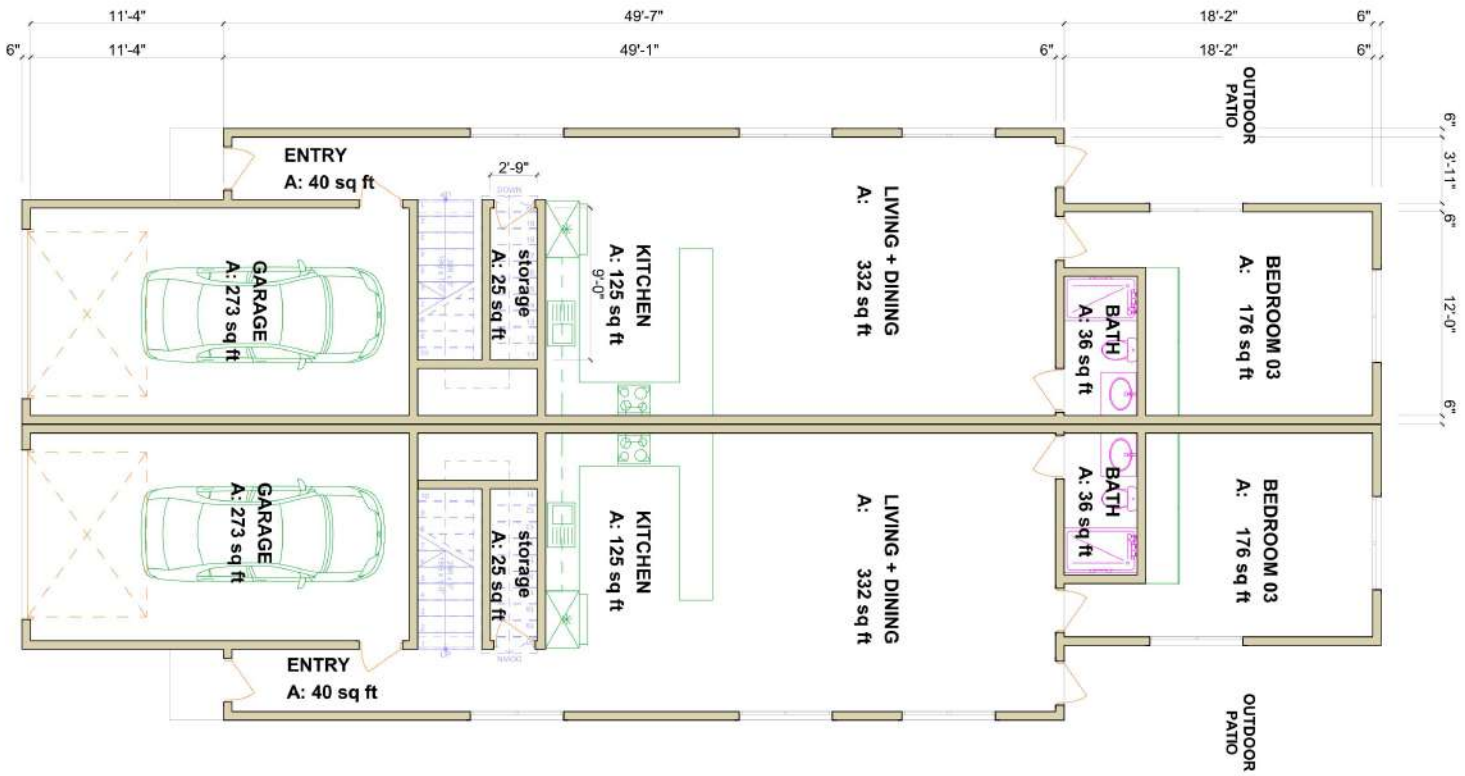 11'-4"
49'-7"
18'-2"
6"
6"
11'-4"
49'-1"
6"
18'-2"
6"
OUTDOOR
PATIO
6"
3'-11"
6"
12'-0"
6"
ENTRY
A: 40 sq ft
2'-9"
DOWN
UP
GARAGE
A: 273 sq ft
storage
A: 25 sq ft
9'-0"
KITCHEN
A: 125 sq ft
LIVING + DINING
A: 332 sq ft
BATH
A: 36 sq ft
BEDROOM 03
A: 176 sq ft
GARAGE
A: 273 sq ft
storage
A: 25 sq ft
KITCHEN
A: 125 sq ft
LIVING + DINING
A: 332 sq ft
BATH
A: 36 sq ft
BEDROOM 03
A: 176 sq ft
UP
DOWN
ENTRY
A: 40 sq ft
OUTDOOR
PATIO